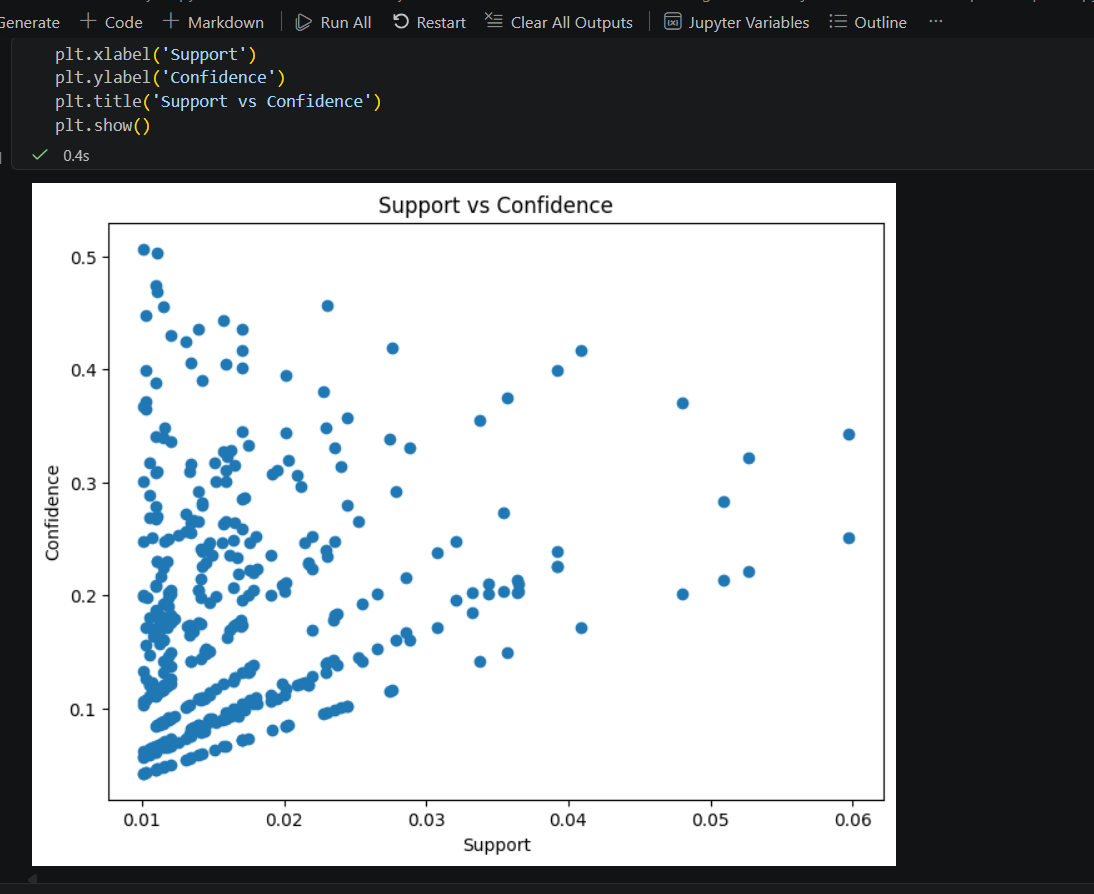 Generate + Code + Markdown Run All Restart Clear All Outputs Jupyter Variables Outline ...
plt.xlabel('Support')
plt.ylabel('Confidence')
plt.title('Support vs Confidence')
plt.show()
0.4s
Support vs Confidence
0.5
0.4
0.3
0.2
0.1
Confidence
0.01 0.02 0.03 0.04 0.05 0.06
Support